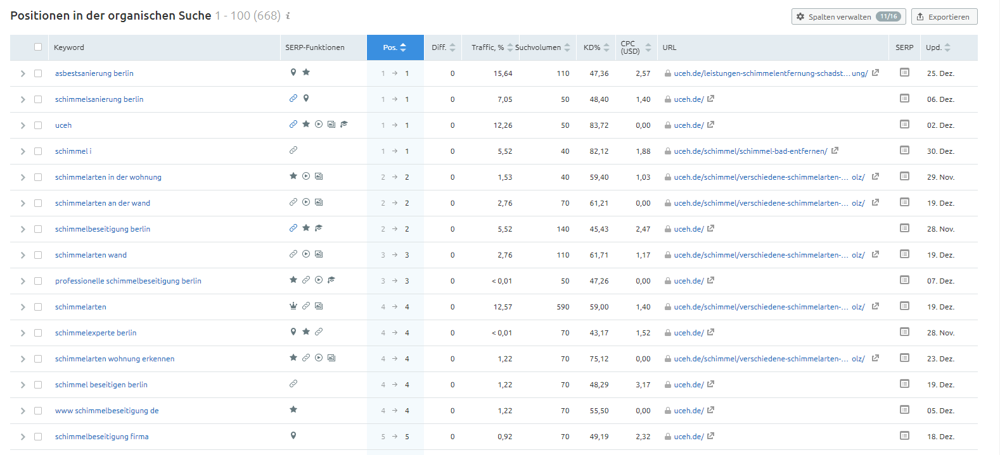 Positionen in der organischen Suche 1 - 100 (668) i
Spalten verwalten 11/16 Exportieren
Keyword SERP-Funktionen Pos. Diff. Traffic, % Suchvolumen KD% CPC (USD) URL SERP Upd.
asbestsanierung berlin 1 → 1 0 15,64 110 47,36 2,57 uceh.de/leistungen-schimmelentfernung-schadst... ung/ 25. Dez.
schimmelsanierung berlin 1 → 1 0 7,05 50 48,40 1,40 uceh.de/ 06. Dez.
uceh 1 → 1 0 12,26 50 83,72 0,00 uceh.de/ 02. Dez.
schimmel i 1 → 1 0 5,52 40 82,12 1,88 uceh.de/schimmel/schimmel-bad-entfernen/ 30. Dez.
schimmelarten in der wohnung 2 → 2 0 1,53 40 59,40 1,03 uceh.de/schimmel/verschiedene-schimmelarten-... olz/ 29. Nov.
schimmelarten an der wand 2 → 2 0 2,76 70 61,21 0,00 uceh.de/schimmel/verschiedene-schimmelarten-... olz/ 19. Dez.
schimmelbeseitigung berlin 2 → 2 0 5,52 140 45,43 2,47 uceh.de/ 28. Nov.
schimmelarten wand 3 → 3 0 2,76 110 61,71 1,17 uceh.de/schimmel/verschiedene-schimmelarten-... olz/ 19. Dez.
professionelle schimmelbeseitigung berlin 3 → 3 0 < 0,01 50 47,26 0,00 uceh.de/ 07. Dez.
schimmelarten 4 → 4 0 12,57 590 59,00 1,40 uceh.de/schimmel/verschiedene-schimmelarten-... olz/ 19. Dez.
schimmelexperte berlin 4 → 4 0 < 0,01 70 43,17 1,52 uceh.de/ 28. Nov.
schimmelarten wohnung erkennen 4 → 4 0 1,22 70 75,12 0,00 uceh.de/schimmel/verschiedene-schimmelarten-... olz/ 23. Dez.
schimmel beseitigen berlin 4 → 4 0 1,22 70 48,29 3,17 uceh.de/ 19. Dez.
www schimmelbeseitigung de 4 → 4 0 1,22 70 55,50 0,00 uceh.de/ 05. Dez.
schimmelbeseitigung firma 5 → 5 0 0,92 70 49,19 2,32 uceh.de/ 18. Dez.